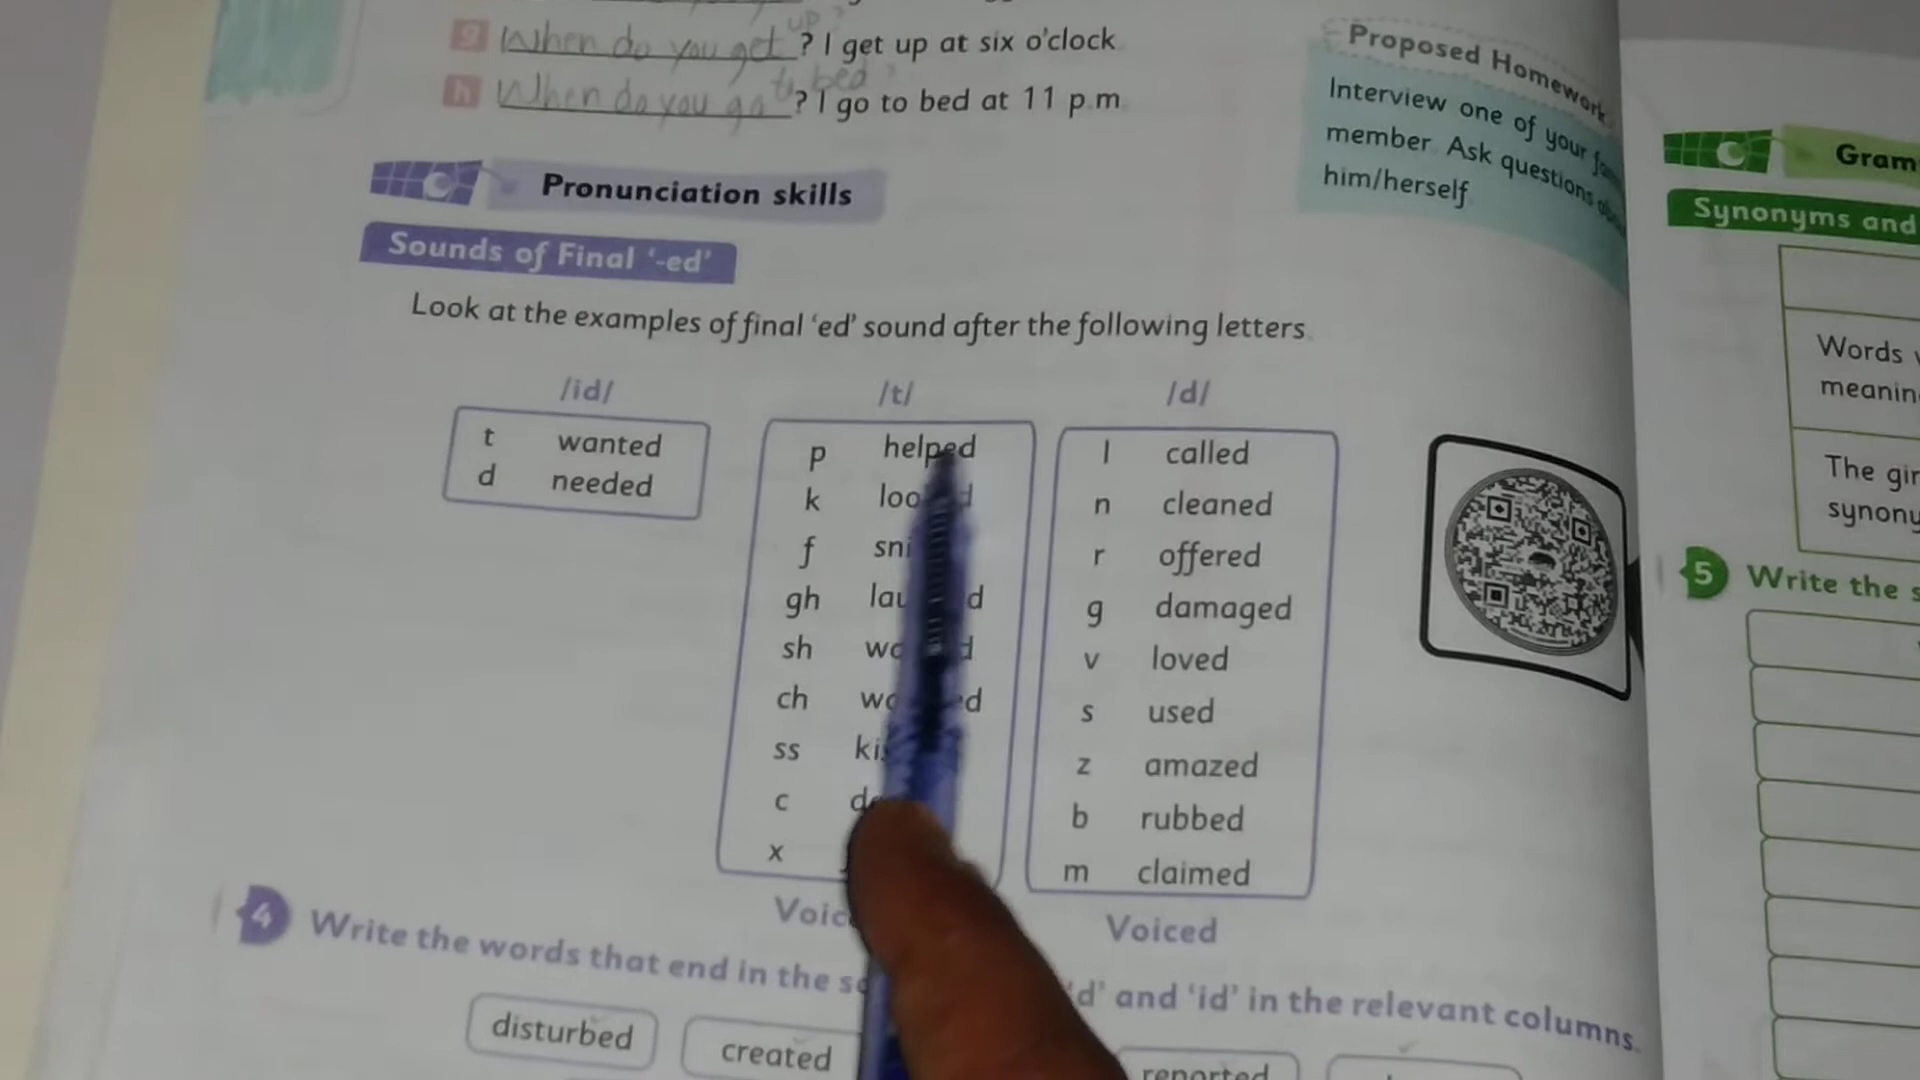 g When do you get up? ? I get up at six o'clock
h When do you go to bed? ? I go to bed at 11 p.m
Proposed Homework
Interview one of your
member. Ask questions
him/herself
Pronunciation skills
Sounds of Final '-ed'
Look at the examples of final 'ed' sound after the following letters.
/id/
t wanted
d needed
/t/
p helped
k
f
gh
sh
ch
ss
c
x
/d/
l called
n cleaned
r offered
g damaged
v loved
s used
z amazed
b rubbed
m claimed
Voiced
4 Write the words that end in the 'd' and 'id' in the relevant columns.
disturbed
created
reported
Gram
Synonyms and
Words
meanin
The gir
synony
5 Write the s